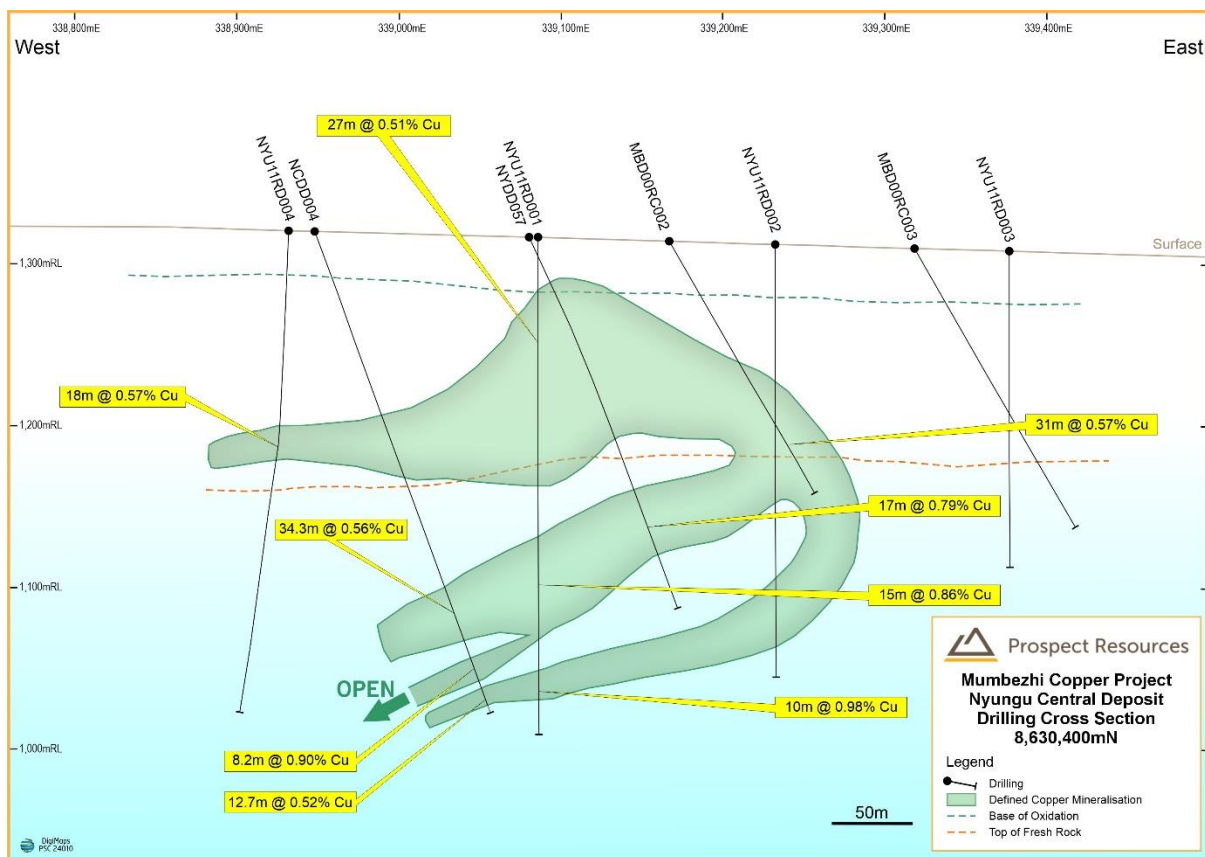 338,800mE
338,900mE
339,000mE
339,100mE
339,200mE
339,300mE
339,400mE
West
East
27m @ 0.51% Cu
NYU11RD004
NCDD004
NYDD057
NYU11RD001
MBD00RC002
NYU11RD002
MBD00RC003
NYU11RD003
Surface
1,300mRL
18m @ 0.57% Cu
1,200mRL
31m @ 0.57% Cu
34.3m @ 0.56% Cu
17m @ 0.79% Cu
1,100mRL
15m @ 0.86% Cu
OPEN
10m @ 0.98% Cu
1,000mRL
8.2m @ 0.90% Cu
12.7m @ 0.52% Cu
50m
Prospect Resources
Mumbezhi Copper Project
Nyungu Central Deposit
Drilling Cross Section
8,630,400mN
Legend
Drilling
Defined Copper Mineralisation
Base of Oxidation
Top of Fresh Rock
DigiMaps
PSC 24010